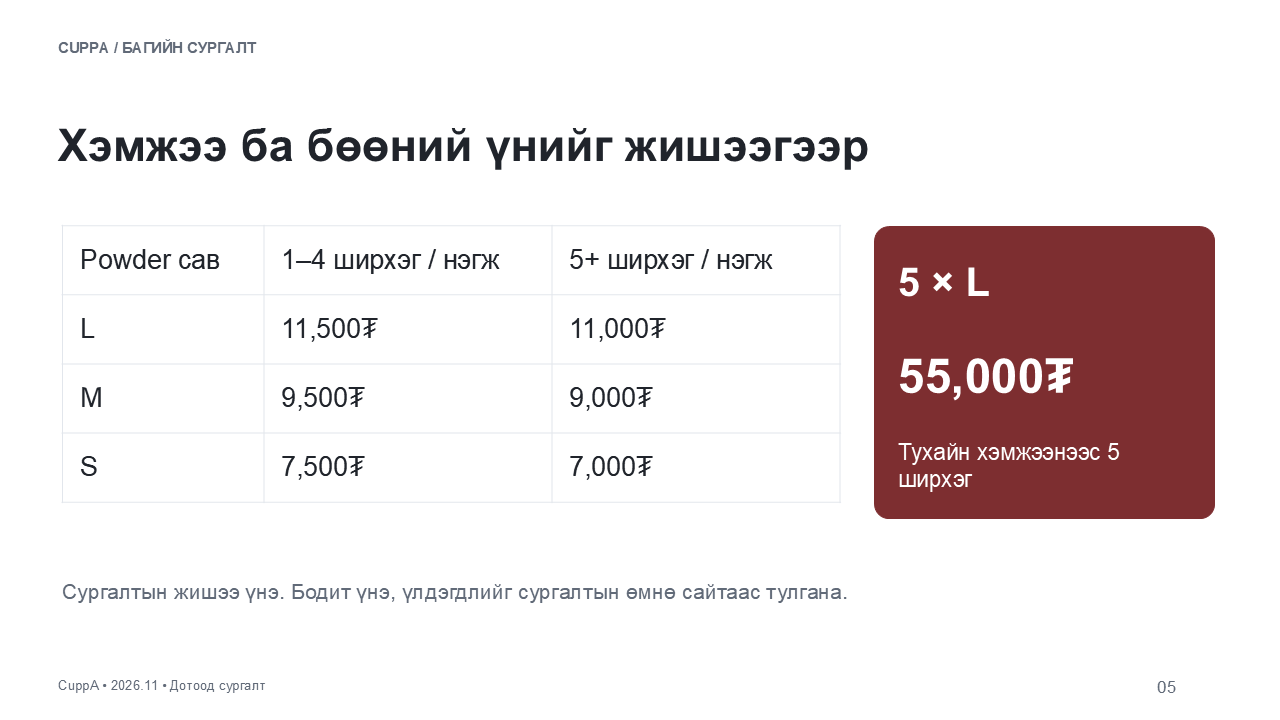 CUPPA / БАГИЙН СУРГАЛТ
Хэмжээ ба бөөний үнийг жишээгээр
Powder сав 1–4 ширхэг / нэгж 5+ ширхэг / нэгж
L 11,500₮ 11,000₮
M 9,500₮ 9,000₮
S 7,500₮ 7,000₮
5 × L
55,000₮
Тухайн хэмжээнээс 5
ширхэг
Сургалтын жишээ үнэ. Бодит үнэ, үлдэгдлийг сургалтын өмнө сайтаас тулгана.
CuppA • 2026.11 • Дотоод сургалт
05